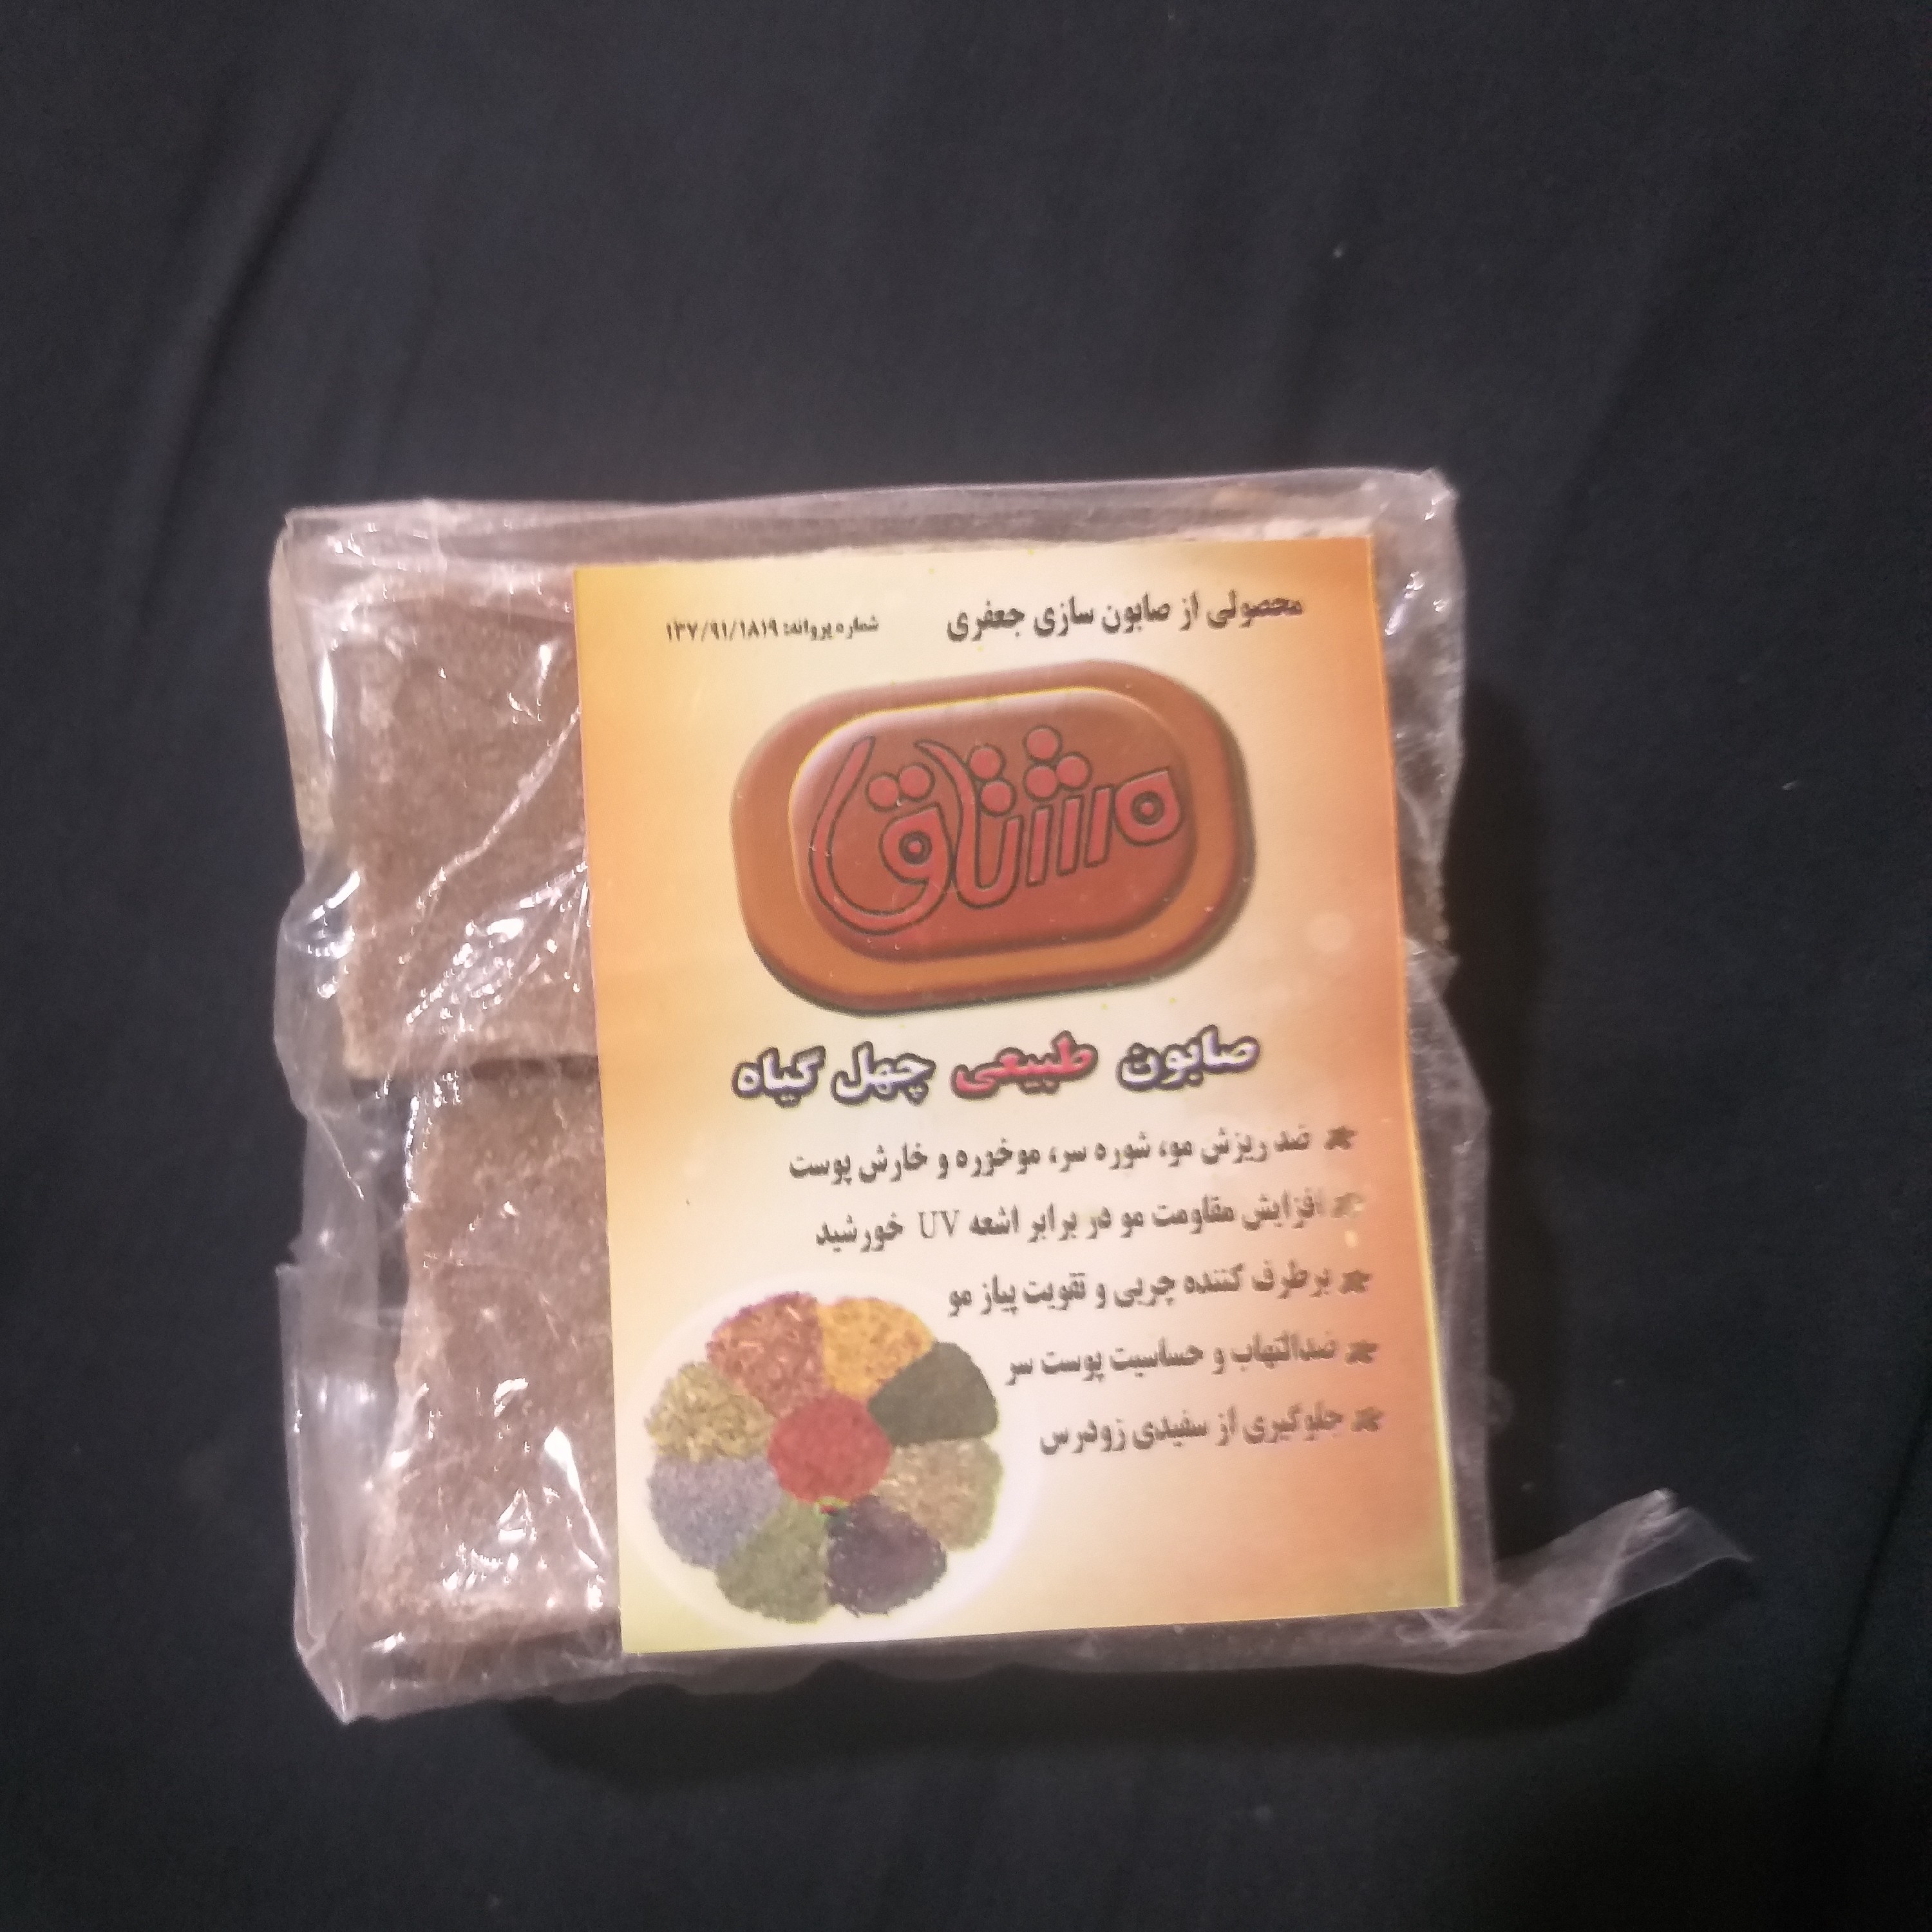 محصولی از صابون سازی جعفری
شماره پروانه: ۱۳۷/۹۱/۱۸۱۹
مشتاق
صابون طبیعی چهل گیاه
ضد ریزش مو، شوره سر، موخوره و خارش پوست
افزایش مقاومت مو در برابر اشعه UV خورشید
برطرف کننده چربی و تقویت پیاز مو
ضدالتهاب و حساسیت پوست سر
جلوگیری از سفیدی زودرس